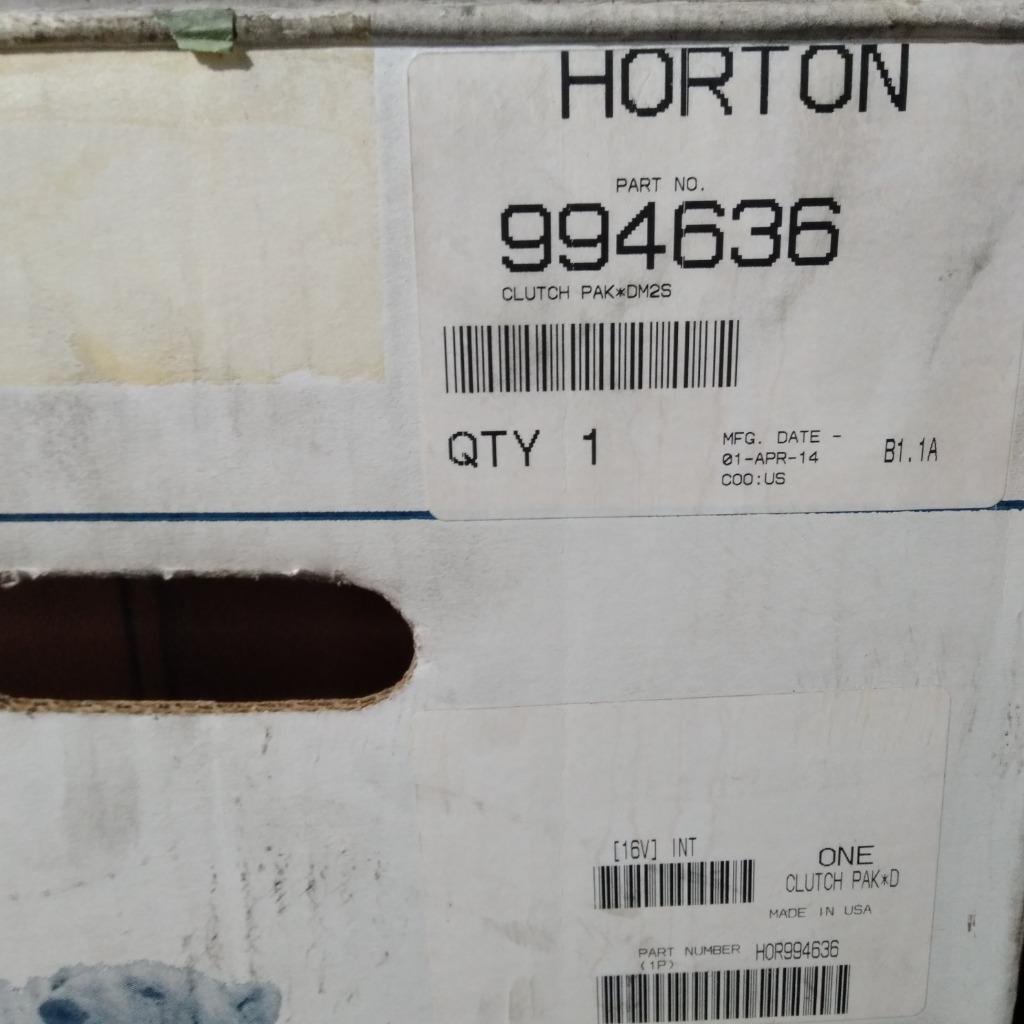 HORTON
PART NO.
994636
CLUTCH PAK*DM2S
QTY 1
MFG. DATE -
01-APR-14
COO:US
B1.1A
[16V] INT
ONE
CLUTCH PAK*D
MADE IN USA
PART NUMBER HOR994636
(1P)